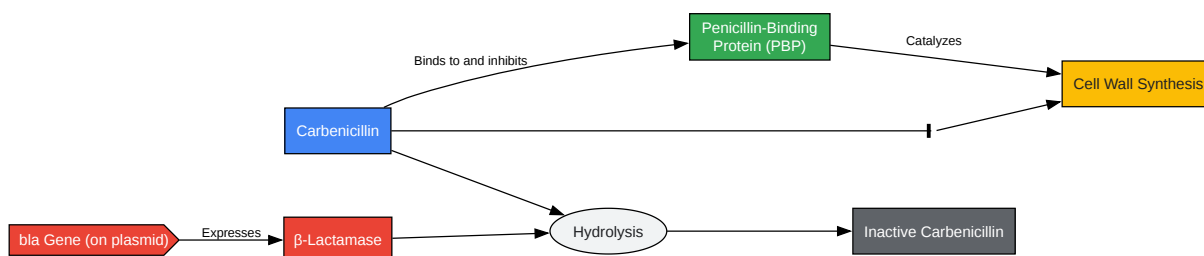 Penicillin-Binding
Protein (PBP)
Catalyzes
Binds to and inhibits
Cell Wall Synthesis
Carbenicillin
bla Gene (on plasmid)
Expresses
β-Lactamase
Hydrolysis
Inactive Carbenicillin